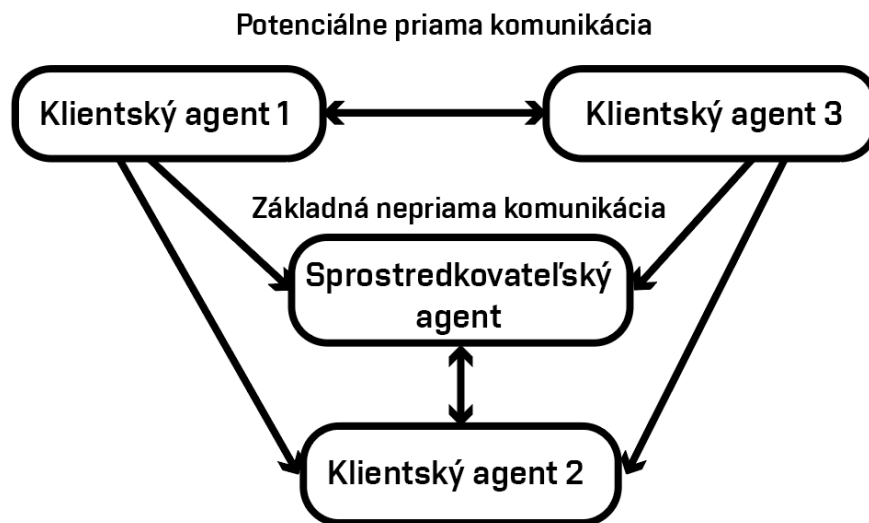 Potenciálne priama komunikácia
Klientský agent 1
Klientský agent 3
Základná nepriama komunikácia
Sprostredkovateľský
agent
Klientský agent 2